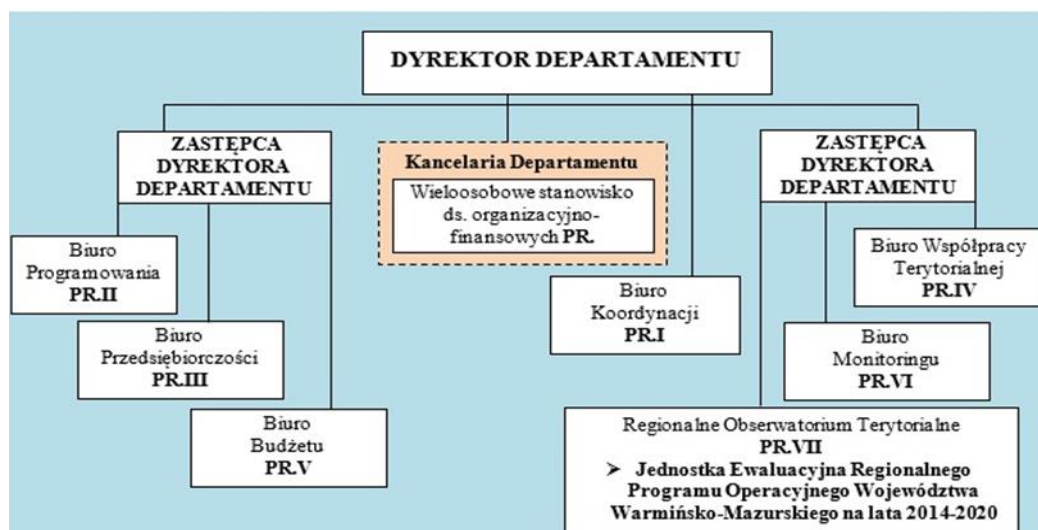 DYREKTOR DEPARTAMENTU
ZASTĘPCA
DYREKTORA
DEPARTAMENTU
Kancelaria Departamentu
Wieloosobowe stanowisko
ds. organizacyjno-
finansowych PR.
ZASTĘPCA
DYREKTORA
DEPARTAMENTU
Biuro
Programowania
PR.II
Biuro
Przedsiębiorczości
PR.III
Biuro
Budżetu
PR.V
Biuro
Koordynacji
PR.I
Biuro Współpracy
Terytorialnej
PR.IV
Biuro
Monitoringu
PR.VI
Regionalne Obserwatorium Terytorialne
PR.VII
➤ Jednostka Ewaluacyjna Regionalnego
Programu Operacyjnego Województwa
Warmińsko-Mazurskiego na lata 2014-2020